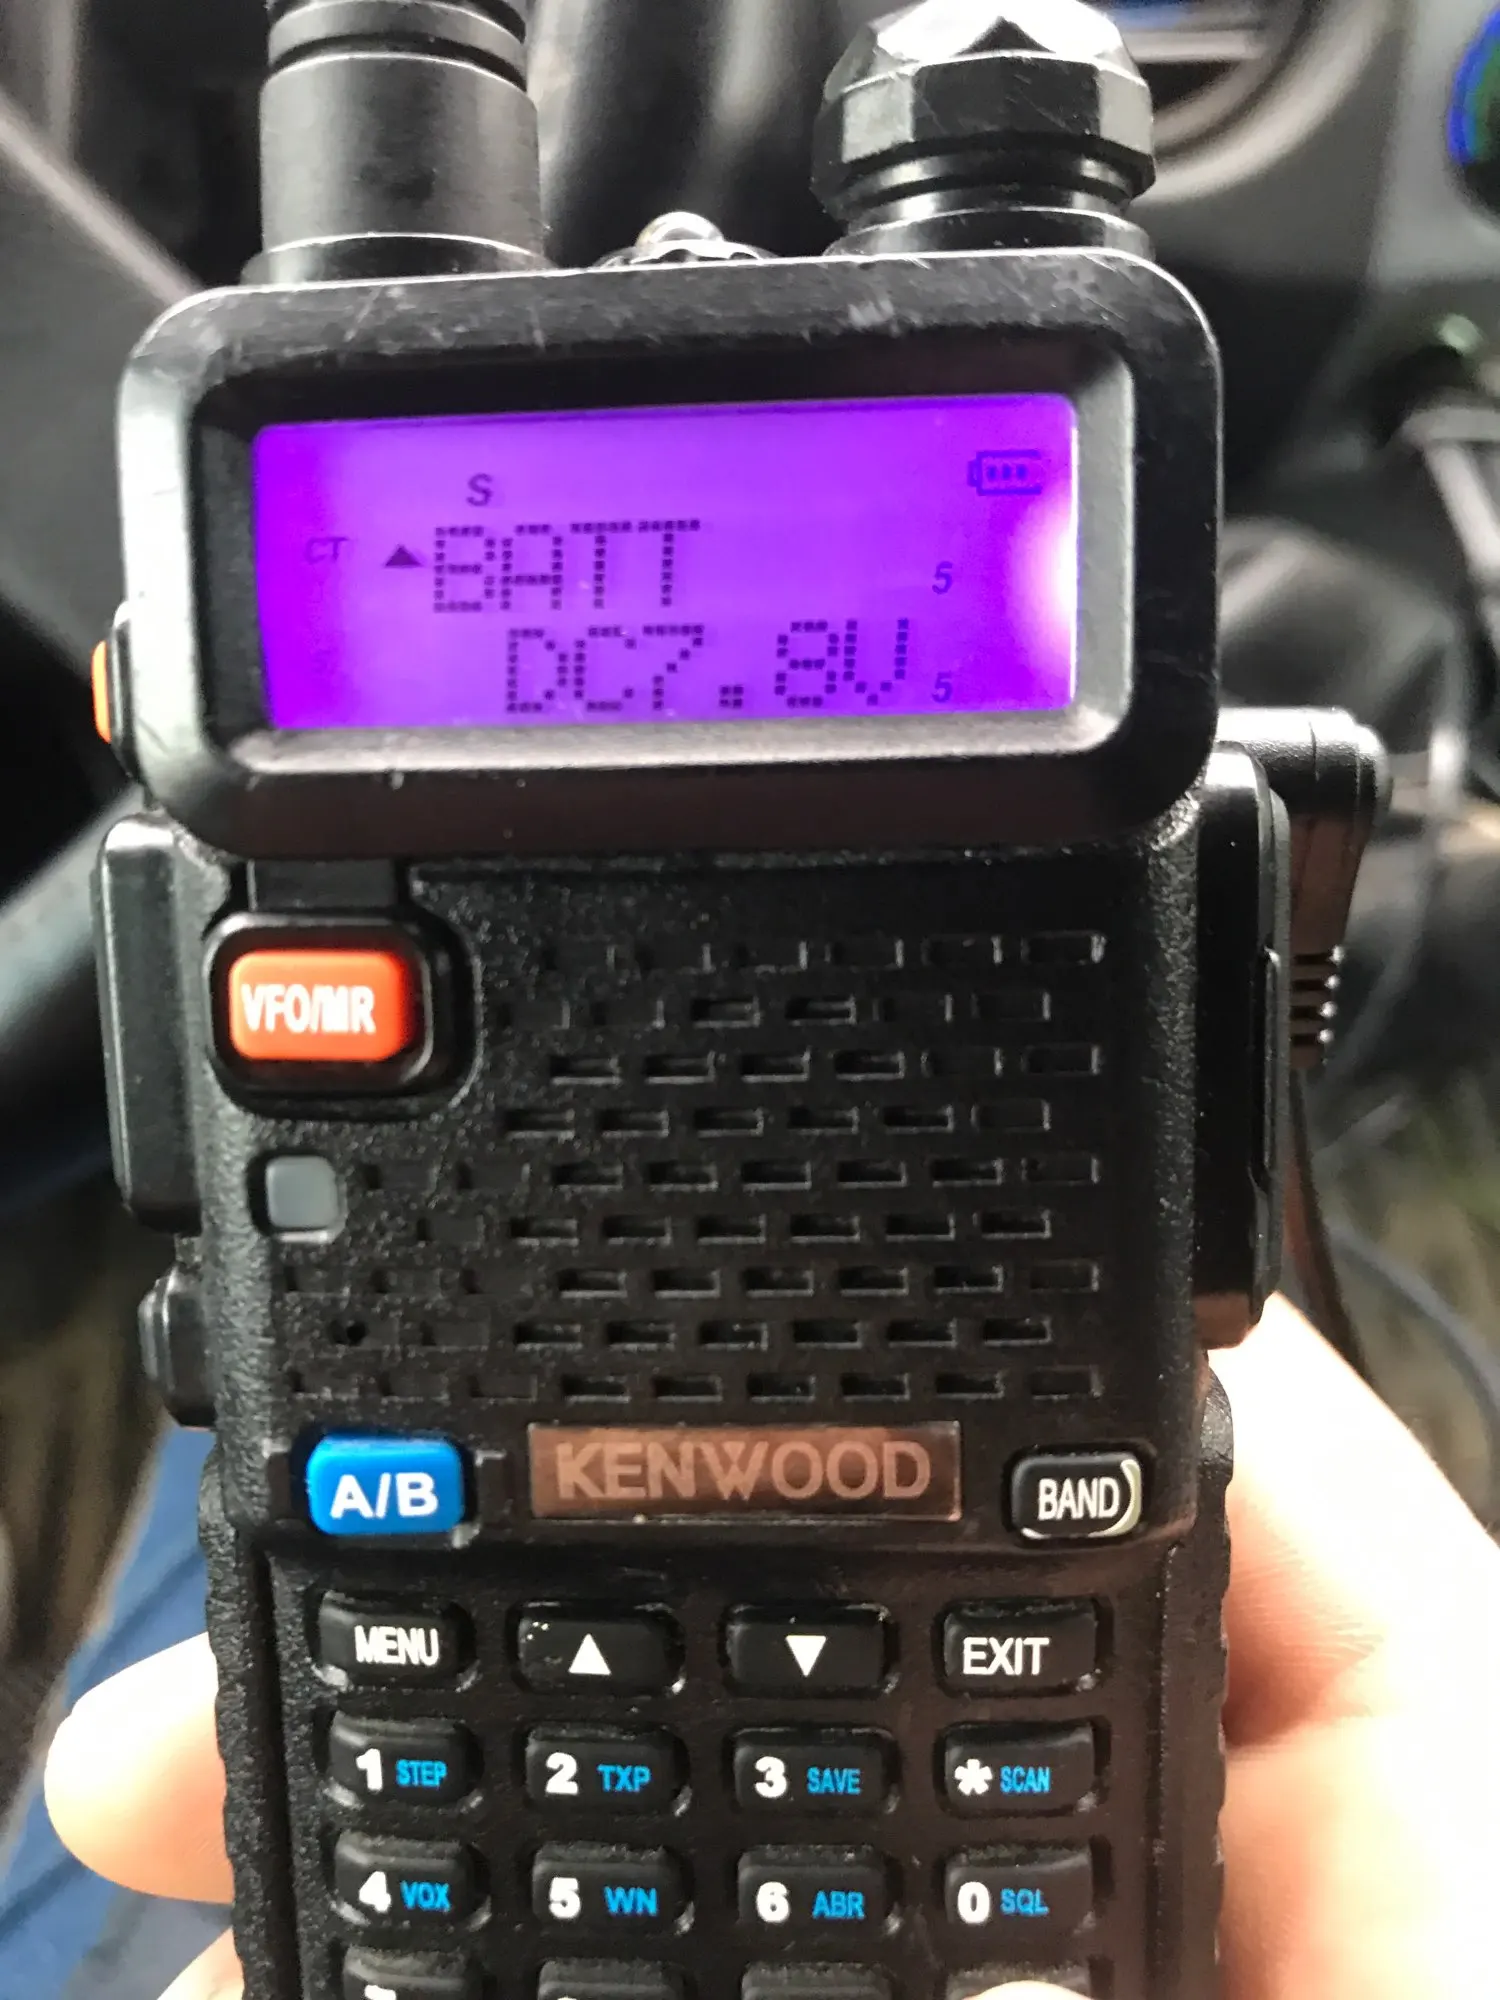 S
CT ▲BATT 5
DC7.8V 5
VFO/MR
A/B KENWOOD BAND
MENU ▲ ▼ EXIT
1 STEP 2 TXP 3 SAVE * SCAN
4 VOX 5 WN 6 ABR 0 SQL